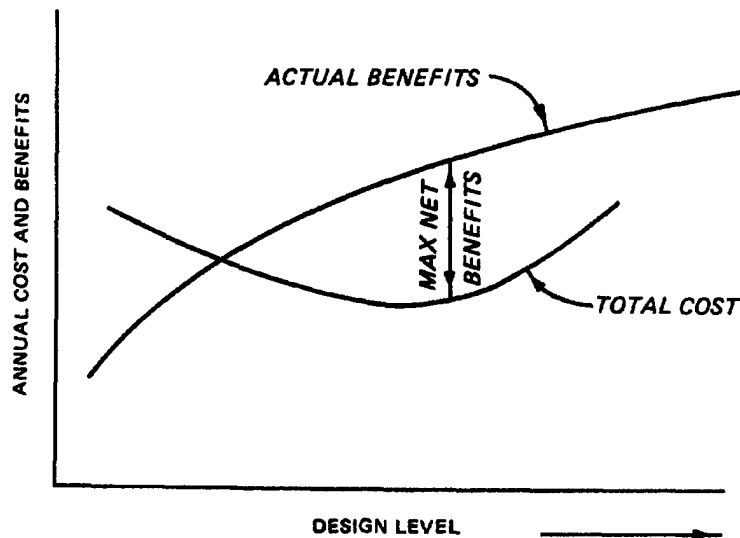 ACTUAL BENEFITS
ANNUAL COST AND BENEFITS
MAX NET
BENEFITS
TOTAL COST
DESIGN LEVEL